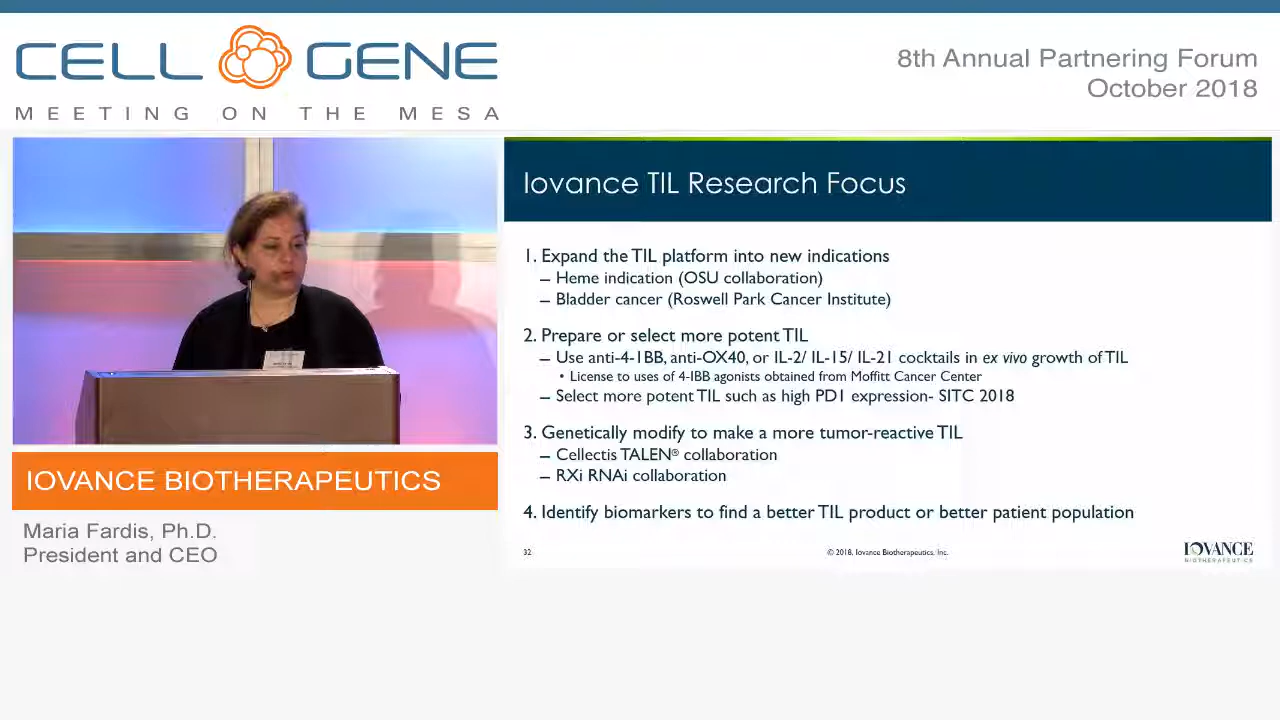 CELL GENE
MEETING ON THE MESA
8th Annual Partnering Forum
October 2018
Iovance TIL Research Focus
1. Expand the TIL platform into new indications
– Heme indication (OSU collaboration)
– Bladder cancer (Roswell Park Cancer Institute)
2. Prepare or select more potent TIL
– Use anti-4-1BB, anti-OX40, or IL-2/ IL-15/ IL-21 cocktails in ex vivo growth of TIL
• License to uses of 4-IBB agonists obtained from Moffitt Cancer Center
– Select more potent TIL such as high PD1 expression- SITC 2018
3. Genetically modify to make a more tumor-reactive TIL
– Cellectis TALEN® collaboration
– RXi RNAi collaboration
4. Identify biomarkers to find a better TIL product or better patient population
32
© 2018, Iovance Biotherapeutics, Inc.
IOVANCE
BIOTHERAPEUTICS
IOVANCE BIOTHERAPEUTICS
Maria Fardis, Ph.D.
President and CEO